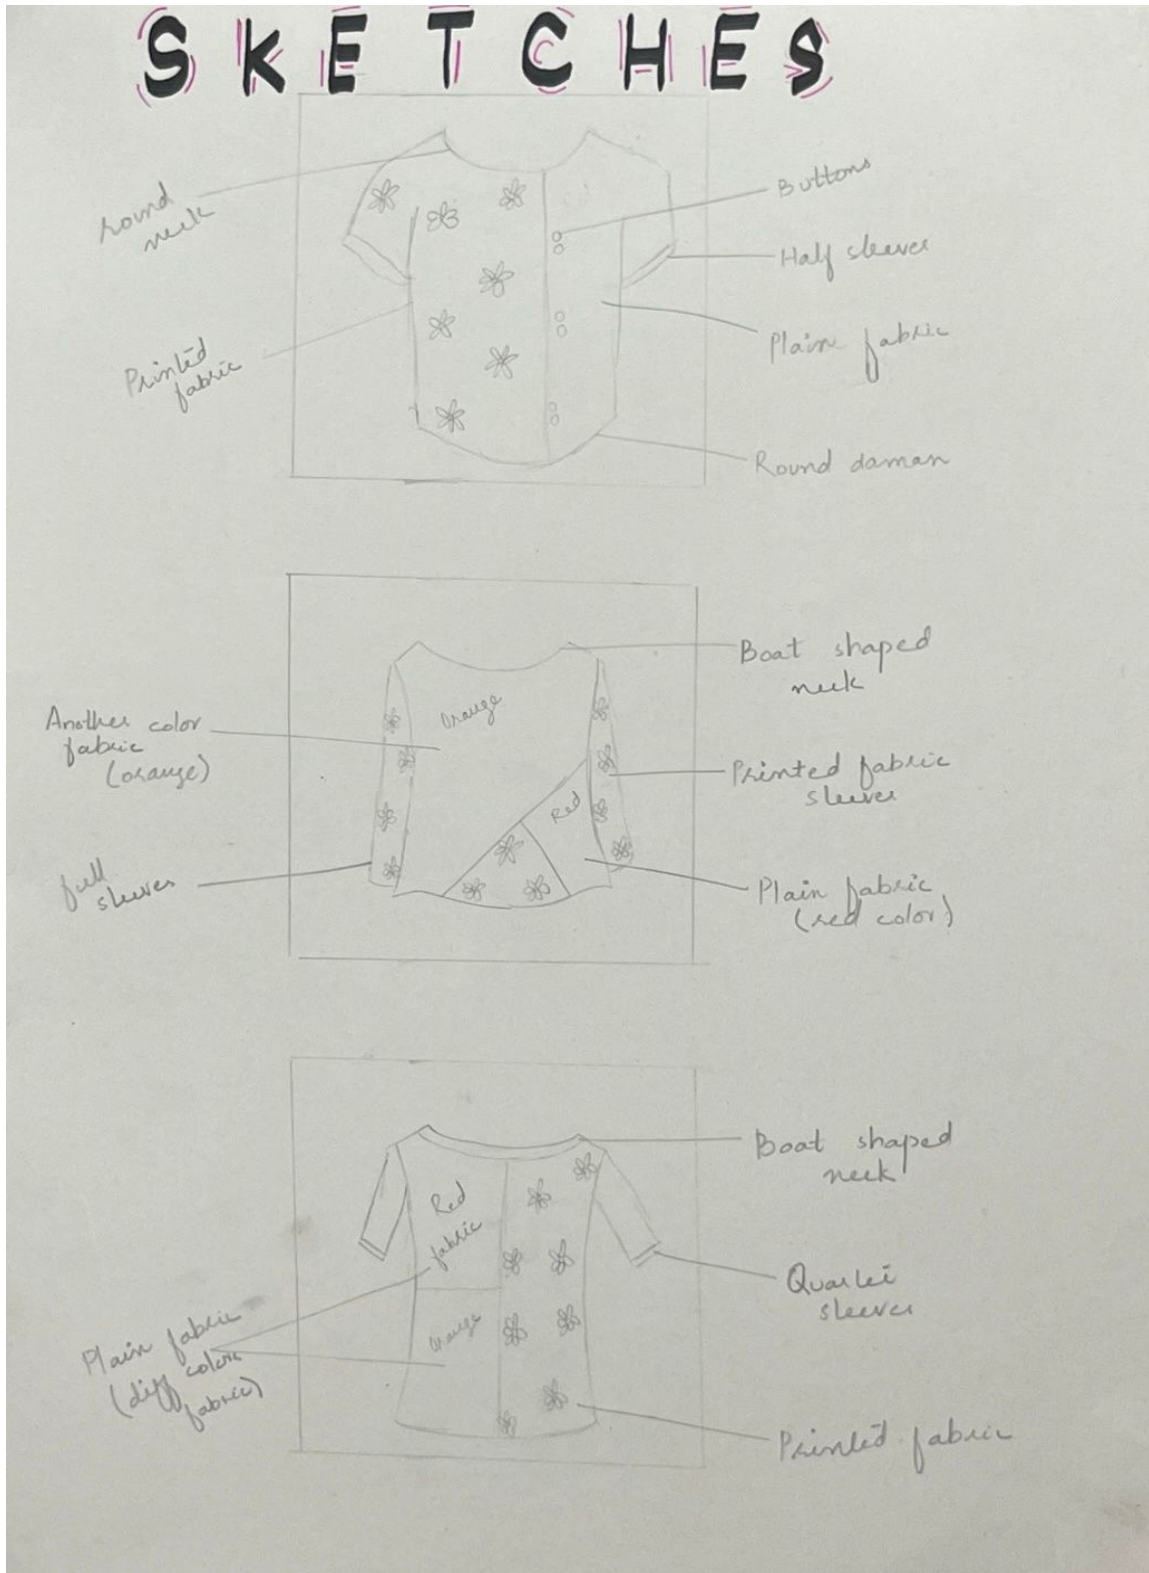 SKETCHES
round
neck
Buttons
Half sleeves
Printed
fabric
Plain fabric
Round daman
Boat shaped
neck
Orange
Another color
fabric
(orange)
Printed fabric
sleeves
Red
full
sleeves
Plain fabric
(red color)
Boat shaped
neck
Red
fabric
Quarter
sleeves
Orange
Plain fabric
(diff color
fabric)
Printed fabric